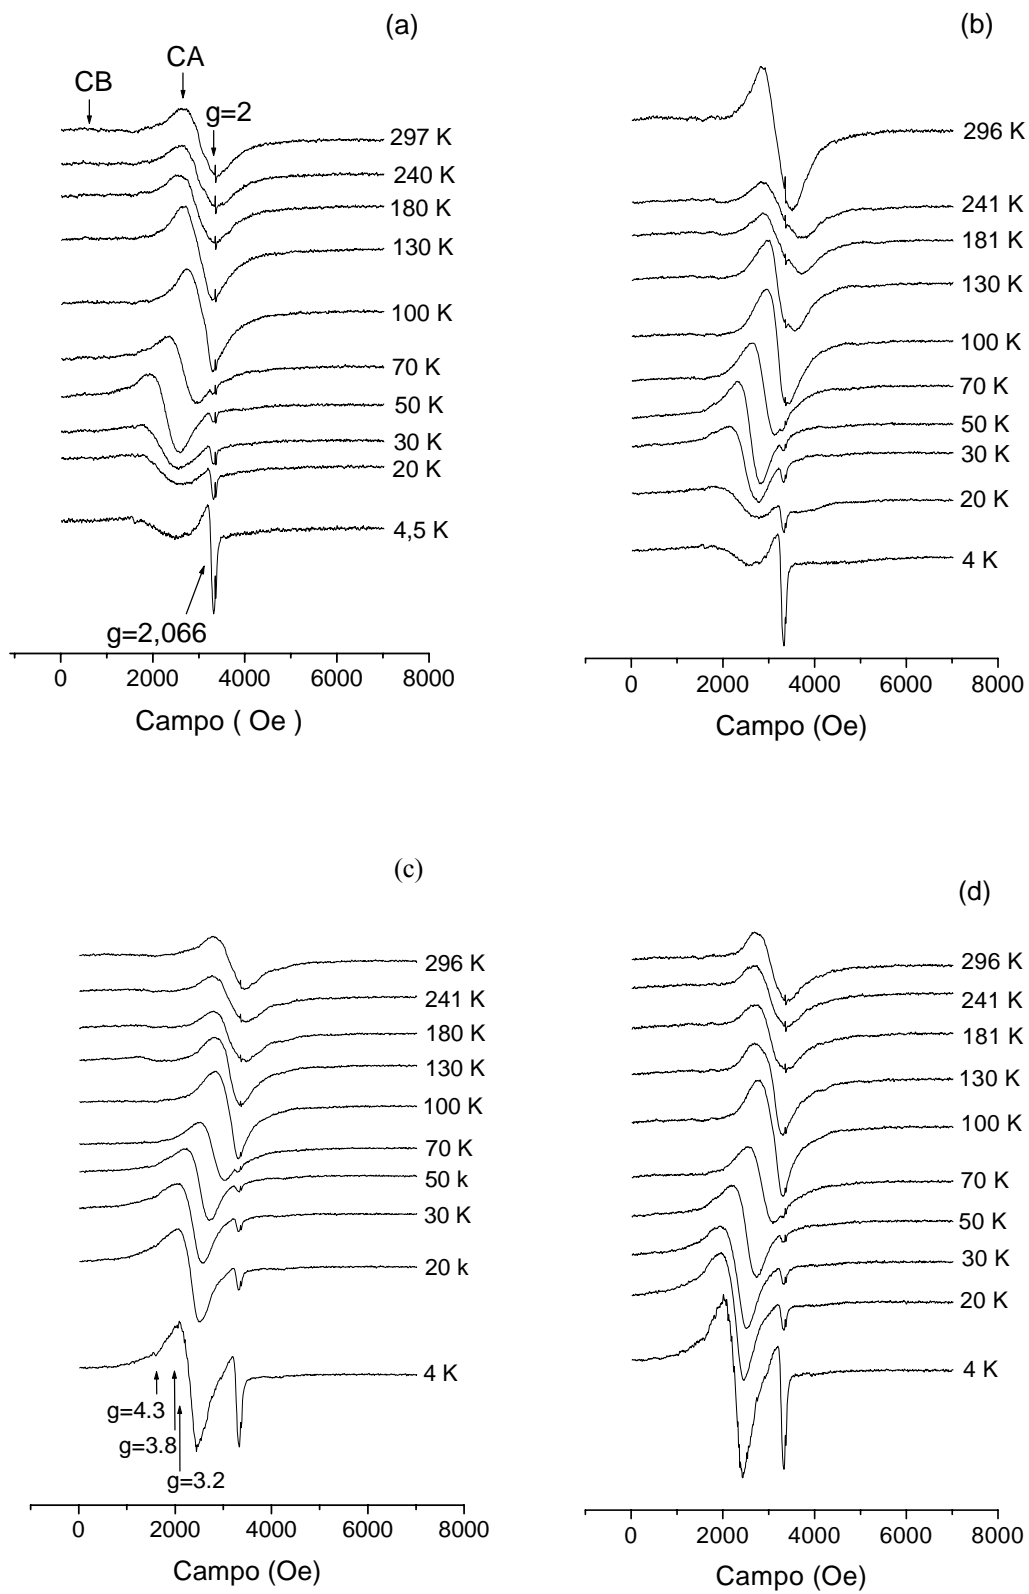 (a)
CB
CA
g=2
297 K
240 K
180 K
130 K
100 K
70 K
50 K
30 K
20 K
4,5 K
g=2,066
0 2000 4000 6000 8000
Campo ( Oe )
(b)
296 K
241 K
181 K
130 K
100 K
70 K
50 K
30 K
20 K
4 K
0 2000 4000 6000 8000
Campo (Oe)
(c)
296 K
241 K
180 K
130 K
100 K
70 K
50 k
30 K
20 k
4 K
g=4.3
g=3.8
g=3.2
0 2000 4000 6000 8000
Campo (Oe)
(d)
296 K
241 K
181 K
130 K
100 K
70 K
50 K
30 K
20 K
4 K
0 2000 4000 6000 8000
Campo (Oe)